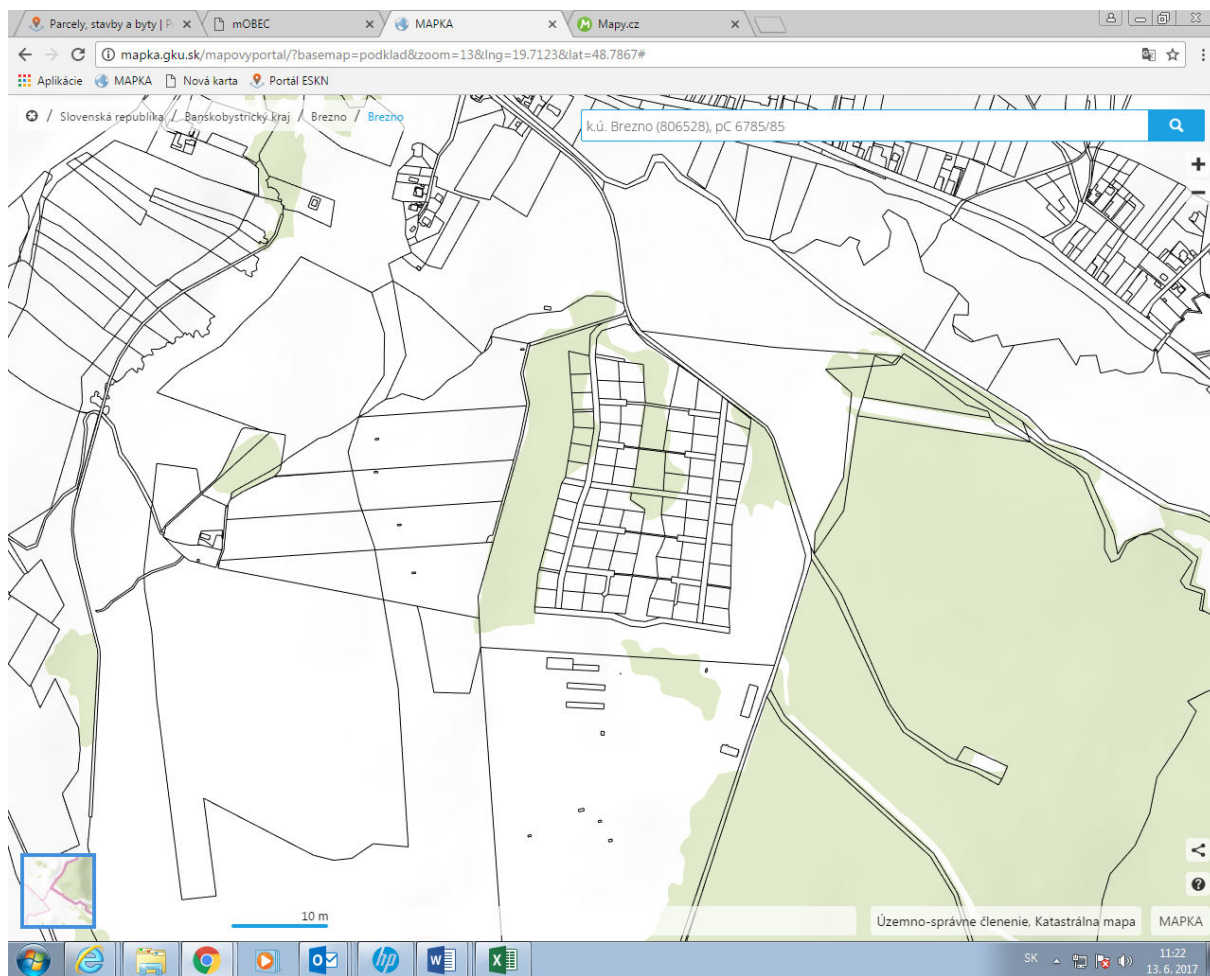 Parcely, stavby a byty | P
mOBEC
MAPKA
Mapy.cz
mapka.gku.sk/mapovyportal/?basemap=podklad&zoom=13&lng=19.7123&lat=48.7867#
Aplikácie
MAPKA
Nová karta
Portál ESKN
/ Slovenská republika / Banskobystrický kraj / Brezno / Brezno
k.ú. Brezno (806528), pC 6785/85
+
−
10 m
Územno-správne členenie, Katastrálna mapa
MAPKA
SK
11:22
13. 6. 2017